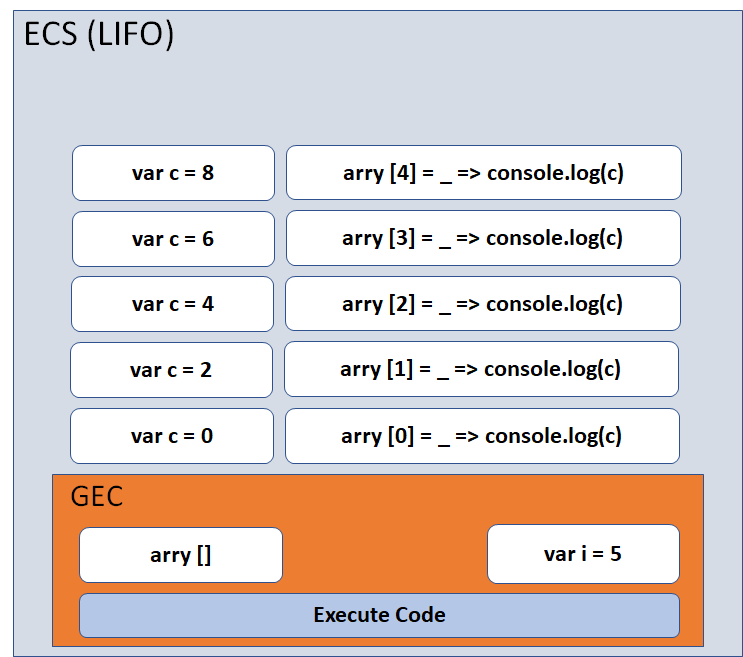 ECS (LIFO)
var c = 8
arry [4] = _ => console.log(c)
var c = 6
arry [3] = _ => console.log(c)
var c = 4
arry [2] = _ => console.log(c)
var c = 2
arry [1] = _ => console.log(c)
var c = 0
arry [0] = _ => console.log(c)
GEC
arry []
var i = 5
Execute Code